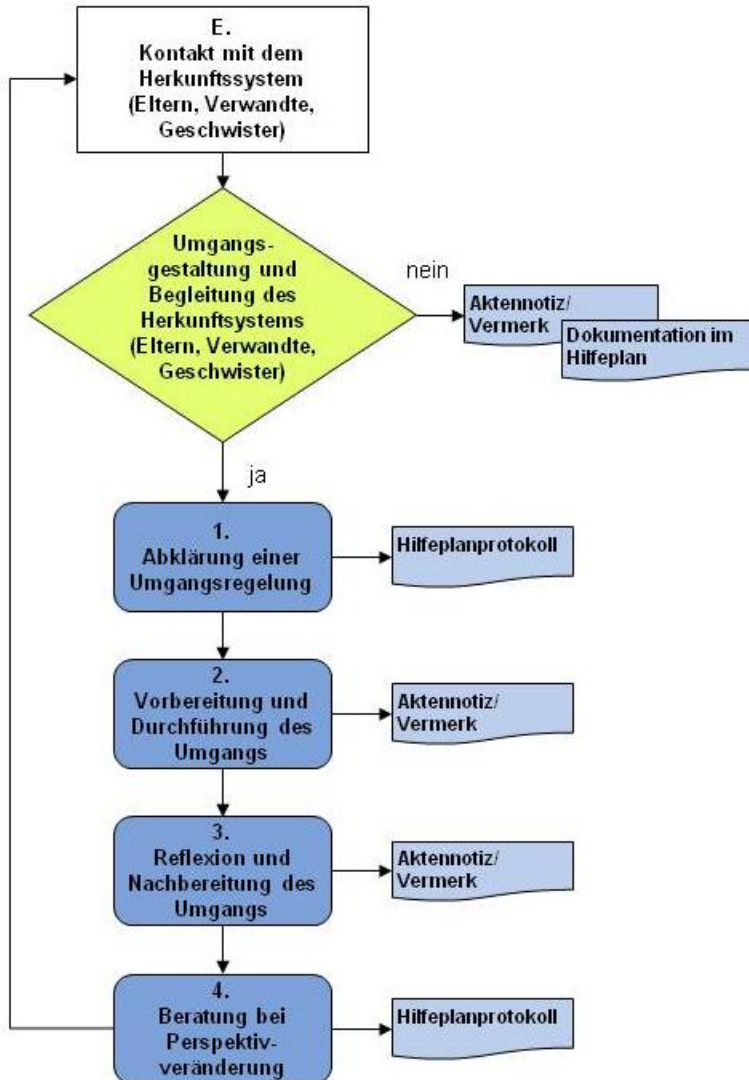 E.
Kontakt mit dem
Herkunftssystem
(Eltern, Verwandte,
Geschwister)
Umgangs-
gestaltung und
Begleitung des
Herkunftsystems
(Eltern, Verwandte,
Geschwister)
nein
Aktennotiz/
Vermerk
Dokumentation im
Hilfeplan
ja
1.
Abklärung einer
Umgangsregelung
Hilfeplanprotokoll
2.
Vorbereitung und
Durchführung des
Umgangs
Aktennotiz/
Vermerk
3.
Reflexion und
Nachbereitung des
Umgangs
Aktennotiz/
Vermerk
4.
Beratung bei
Perspektiv-
veränderung
Hilfeplanprotokoll